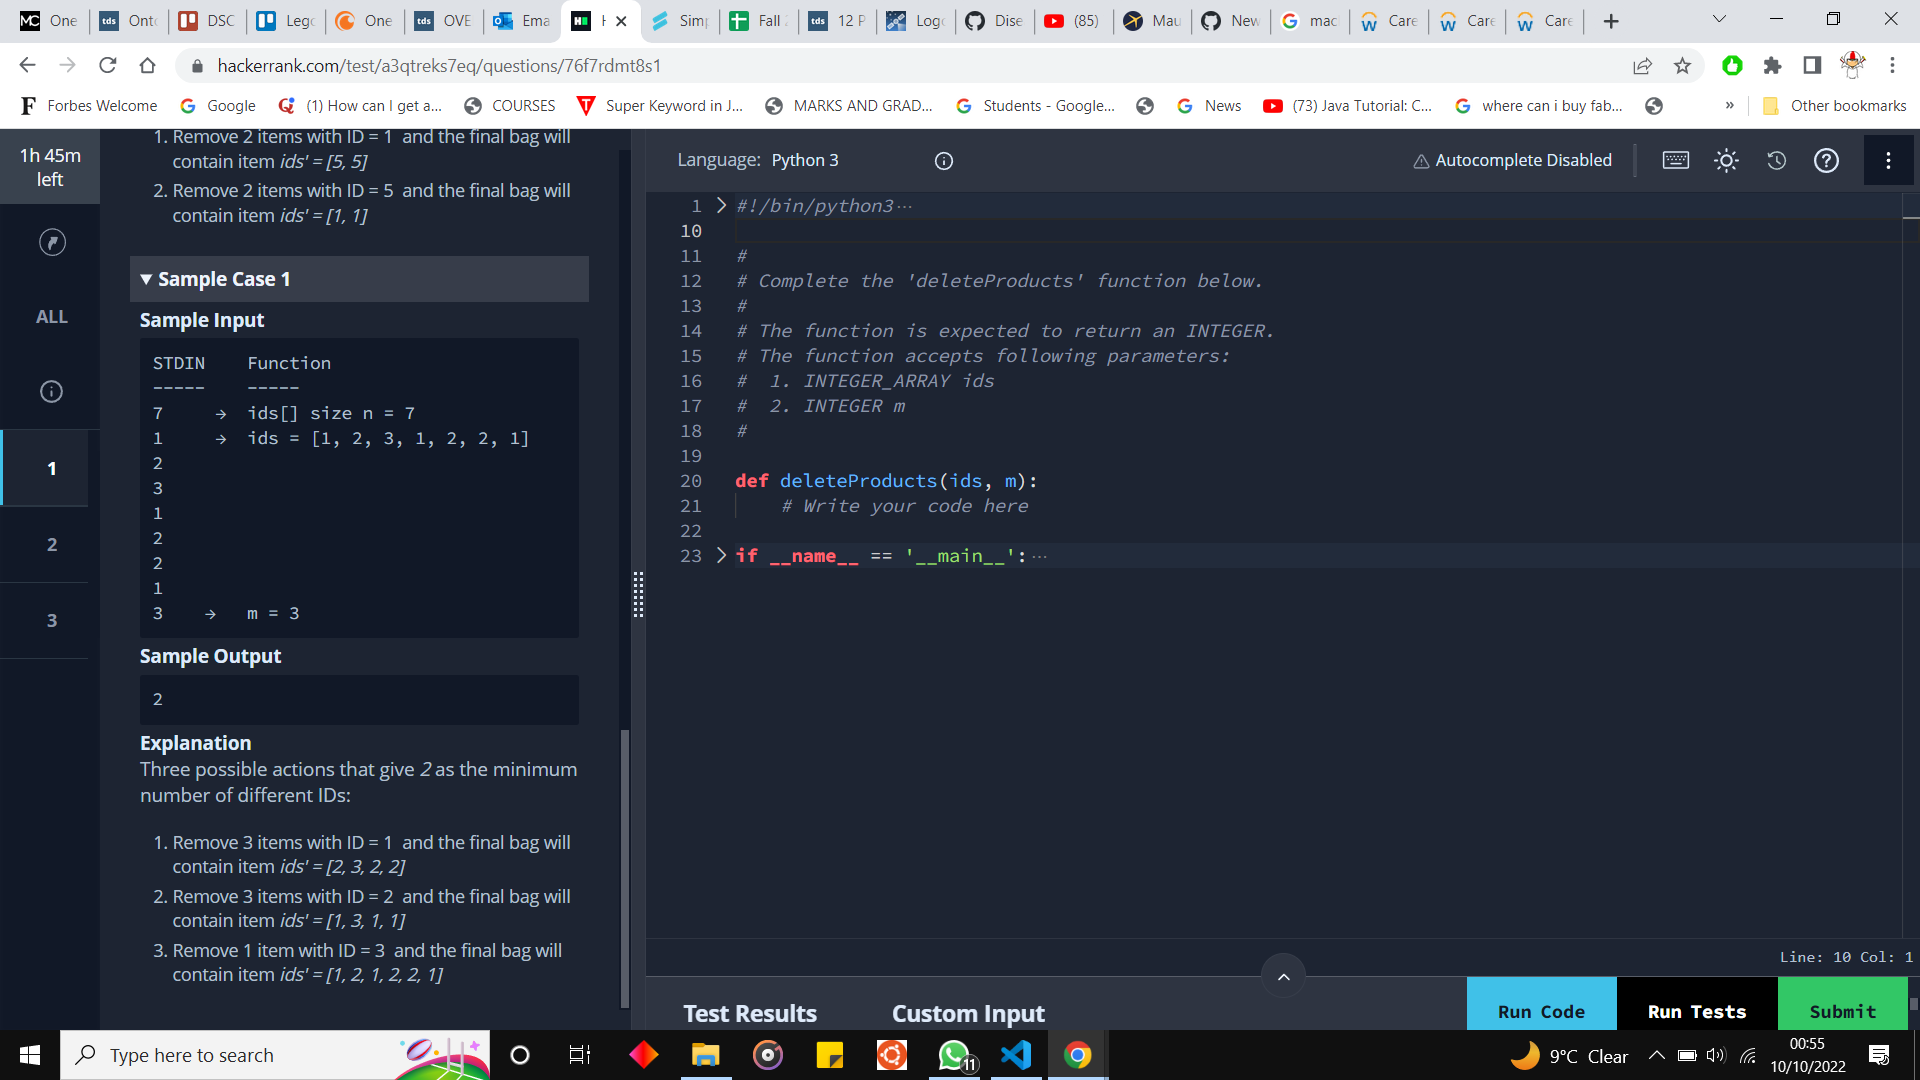 One
Onto
DSC
Lego
One
OVE
Ema
H
Simp
Fall 2
12 P
Logo
Dise
(85)
Mau
New
mac
Care
Care
Care
hackerrank.com/test/a3qtreks7eq/questions/76f7rdmt8s1
Forbes Welcome
Google
(1) How can I get a...
COURSES
Super Keyword in J...
MARKS AND GRAD...
Students - Google...
News
(73) Java Tutorial: C...
where can i buy fab...
»
Other bookmarks
1h 45m
left
ALL
1
2
3
1. Remove 2 items with ID = 1 and the final bag will
contain item ids' = [5, 5]
2. Remove 2 items with ID = 5 and the final bag will
contain item ids' = [1, 1]
▼ Sample Case 1
Sample Input
STDIN Function
----- -----
7 → ids[] size n = 7
1 → ids = [1, 2, 3, 1, 2, 2, 1]
2
3
1
2
2
1
3 → m = 3
Sample Output
2
Explanation
Three possible actions that give 2 as the minimum
number of different IDs:
1. Remove 3 items with ID = 1 and the final bag will
contain item ids' = [2, 3, 2, 2]
2. Remove 3 items with ID = 2 and the final bag will
contain item ids' = [1, 3, 1, 1]
3. Remove 1 item with ID = 3 and the final bag will
contain item ids' = [1, 2, 1, 2, 2, 1]
Language: Python 3
Autocomplete Disabled
1 #!/bin/python3 ...
10
11 #
12 # Complete the 'deleteProducts' function below.
13 #
14 # The function is expected to return an INTEGER.
15 # The function accepts following parameters:
16 # 1. INTEGER_ARRAY ids
17 # 2. INTEGER m
18 #
19
20 def deleteProducts(ids, m):
21 # Write your code here
22
23 if __name__ == '__main__': ...
Line: 10 Col: 1
Test Results
Custom Input
Run Code
Run Tests
Submit
Type here to search
11
9°C Clear
00:55
10/10/2022